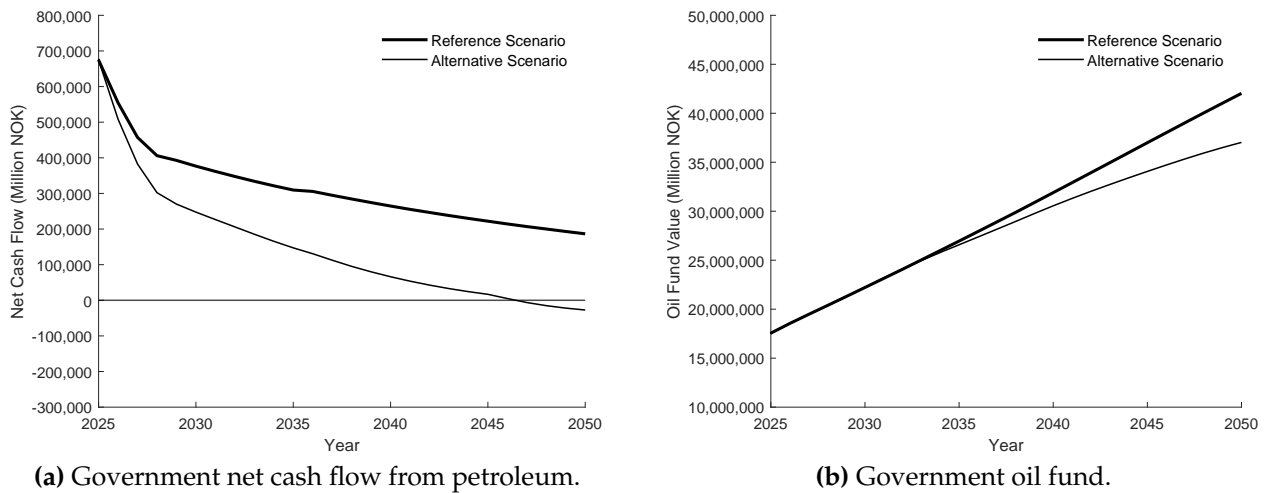 800,000
700,000
600,000
500,000
400,000
300,000
200,000
100,000
0
-100,000
-200,000
-300,000
Net Cash Flow (Million NOK)
Reference Scenario
Alternative Scenario
2025 2030 2035 2040 2045 2050
Year
(a) Government net cash flow from petroleum.
50,000,000
45,000,000
40,000,000
35,000,000
30,000,000
25,000,000
20,000,000
15,000,000
10,000,000
Oil Fund Value (Million NOK)
Reference Scenario
Alternative Scenario
2025 2030 2035 2040 2045 2050
Year
(b) Government oil fund.